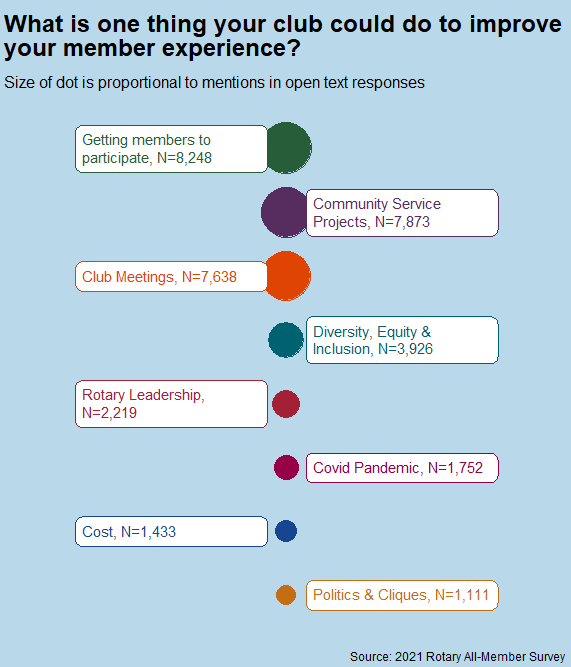 What is one thing your club could do to improve
your member experience?
Size of dot is proportional to mentions in open text responses
Getting members to
participate, N=8,248
Community Service
Projects, N=7,873
Club Meetings, N=7,638
Diversity, Equity &
Inclusion, N=3,926
Rotary Leadership,
N=2,219
Covid Pandemic, N=1,752
Cost, N=1,433
Politics & Cliques, N=1,111
Source: 2021 Rotary All-Member Survey